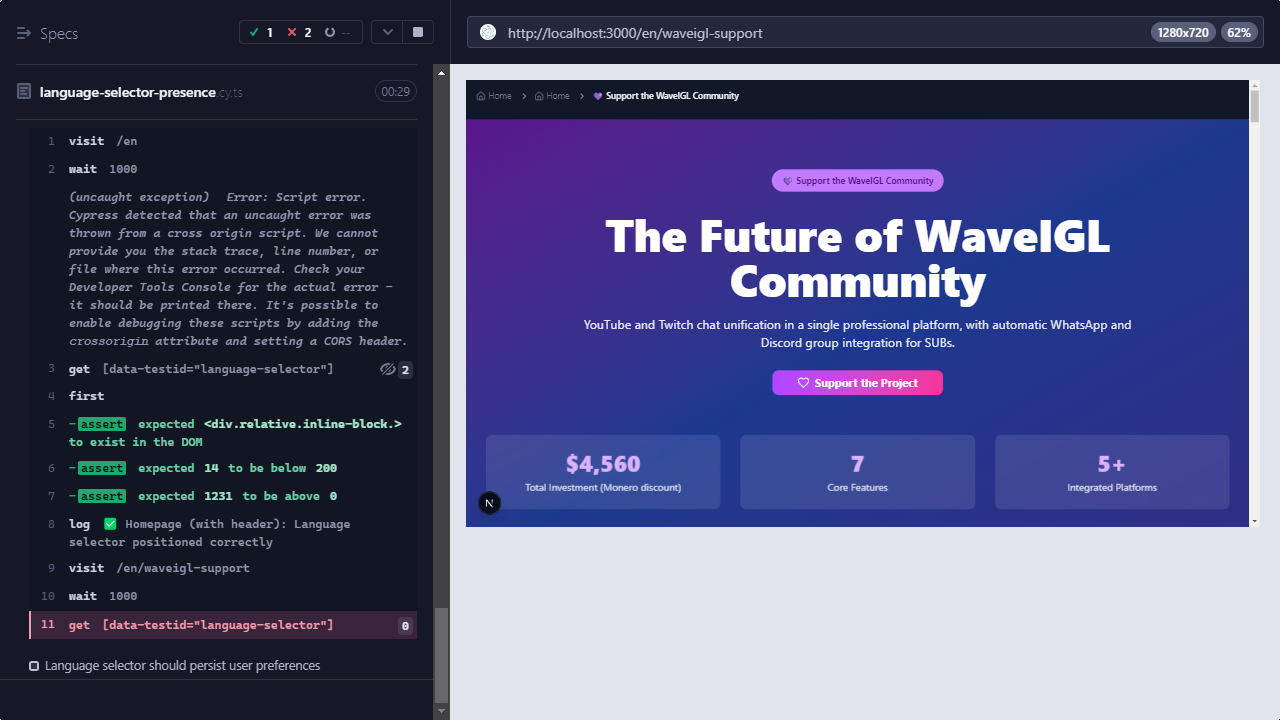 Specs
1 2 --
language-selector-presence.cy.ts 00:29
1 visit /en
2 wait 1000
(uncaught exception) Error: Script error.
Cypress detected that an uncaught error was
thrown from a cross origin script. We cannot
provide you the stack trace, line number, or
file where this error occurred. Check your
Developer Tools Console for the actual error –
it should be printed there. It's possible to
enable debugging these scripts by adding the
crossorigin attribute and setting a CORS header.
3 get [data-testid="language-selector"] 2
4 first
5 -assert expected <div.relative.inline-block.>
to exist in the DOM
6 -assert expected 14 to be below 200
7 -assert expected 1231 to be above 0
8 log ✅ Homepage (with header): Language
selector positioned correctly
9 visit /en/waveigl-support
10 wait 1000
11 get [data-testid="language-selector"] 0
Language selector should persist user preferences
http://localhost:3000/en/waveigl-support 1280x720 62%
Home > Home > 💜 Support the WaveIGL Community
Support the WaveIGL Community
The Future of WaveIGL
Community
YouTube and Twitch chat unification in a single professional platform, with automatic WhatsApp and
Discord group integration for SUBs.
Support the Project
$4,560
Total Investment (Monero discount)
7
Core Features
5+
Integrated Platforms
N